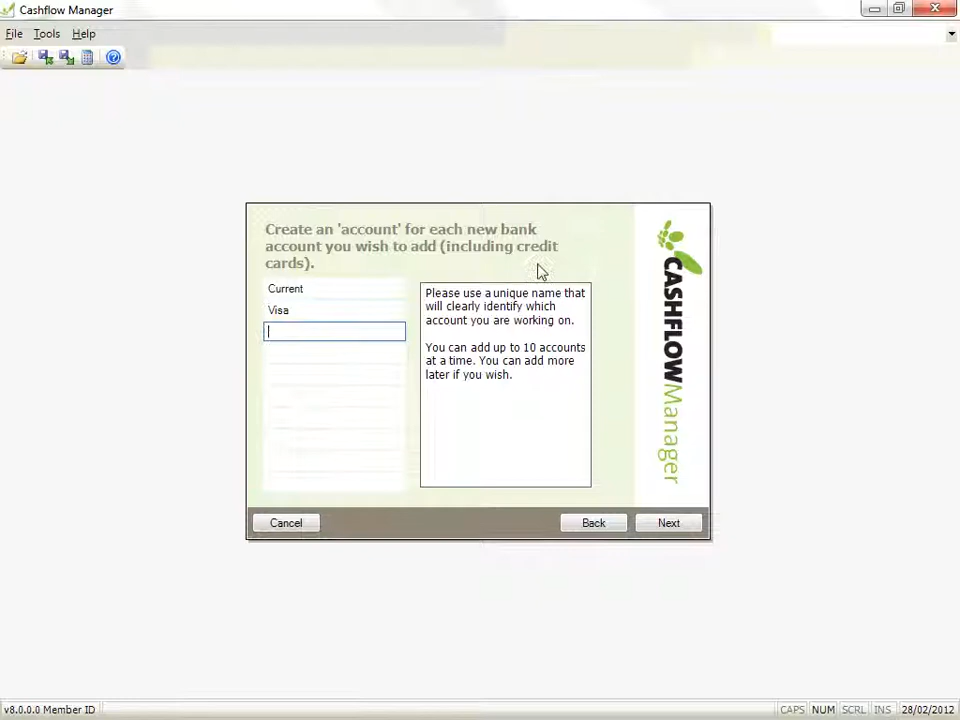 Cashflow Manager
File Tools Help
Create an 'account' for each new bank
account you wish to add (including credit
cards).
Current
Visa
Please use a unique name that
will clearly identify which
account you are working on.
You can add up to 10 accounts
at a time. You can add more
later if you wish.
CASHFLOW Manager
Cancel Back Next
v8.0.0.0 Member ID CAPS NUM SCRL INS 28/02/2012